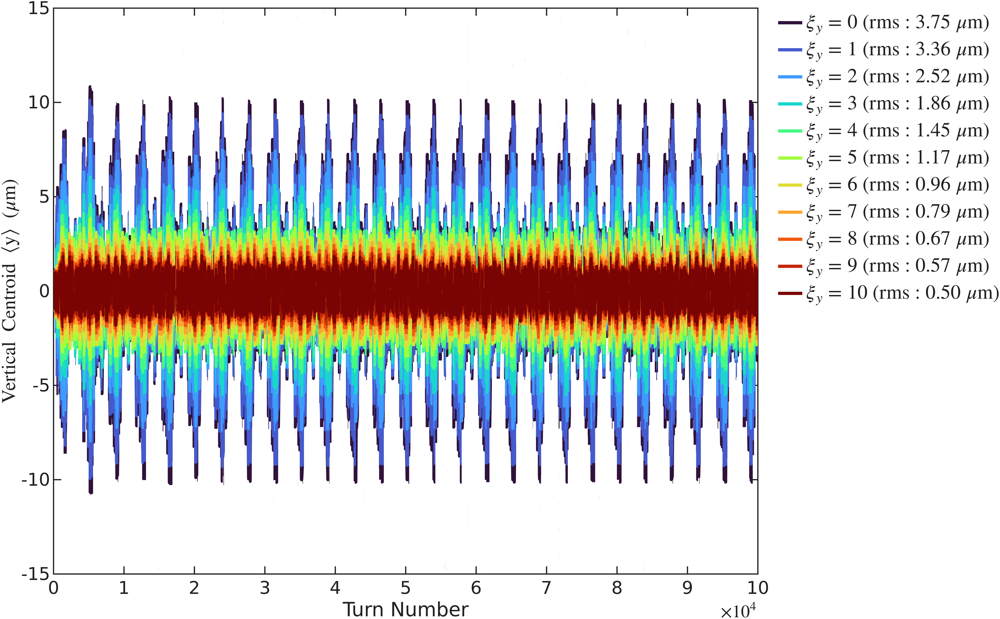 15
10
5
0
-5
-10
-15
Vertical Centroid ⟨y⟩ (μm)
0 1 2 3 4 5 6 7 8 9 10
Turn Number
×10⁴
ξy = 0 (rms : 3.75 μm)
ξy = 1 (rms : 3.36 μm)
ξy = 2 (rms : 2.52 μm)
ξy = 3 (rms : 1.86 μm)
ξy = 4 (rms : 1.45 μm)
ξy = 5 (rms : 1.17 μm)
ξy = 6 (rms : 0.96 μm)
ξy = 7 (rms : 0.79 μm)
ξy = 8 (rms : 0.67 μm)
ξy = 9 (rms : 0.57 μm)
ξy = 10 (rms : 0.50 μm)